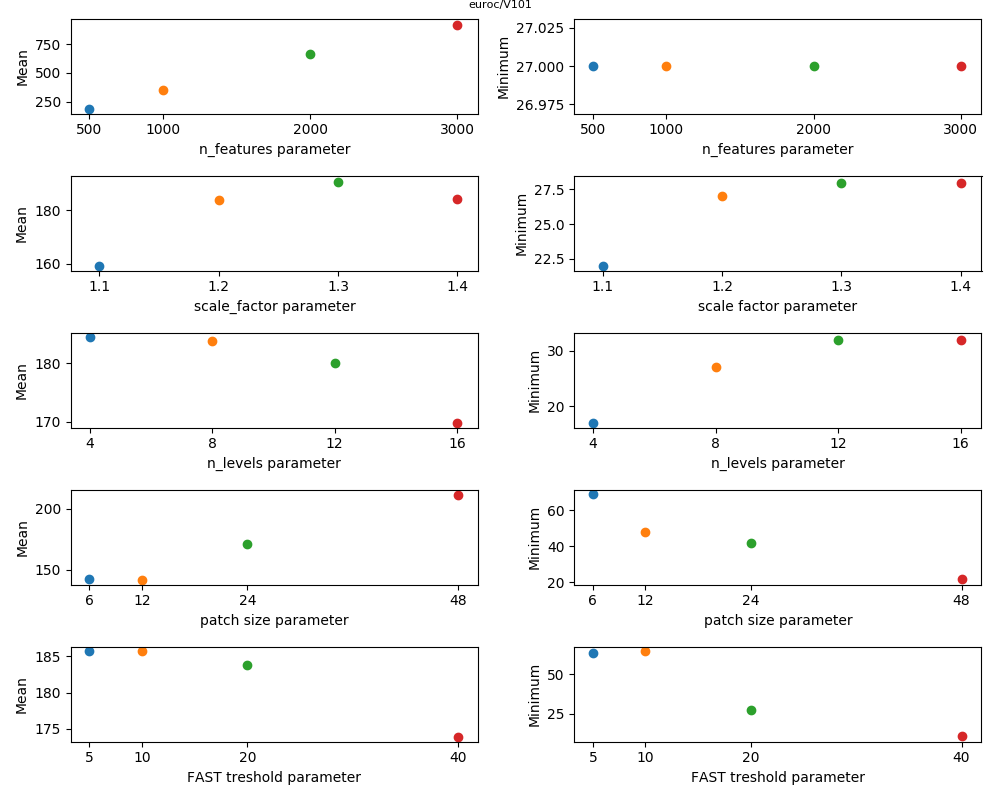 euroc/V101
750
500
250
Mean
500 1000 2000 3000
n_features parameter
27.025
27.000
26.975
Minimum
500 1000 2000 3000
n_features parameter
180
160
Mean
1.1 1.2 1.3 1.4
scale_factor parameter
27.5
25.0
22.5
Minimum
1.1 1.2 1.3 1.4
scale factor parameter
180
170
Mean
4 8 12 16
n_levels parameter
30
20
Minimum
4 8 12 16
n_levels parameter
200
150
Mean
6 12 24 48
patch size parameter
60
40
20
Minimum
6 12 24 48
patch size parameter
185
180
175
Mean
5 10 20 40
FAST treshold parameter
50
25
Minimum
5 10 20 40
FAST treshold parameter